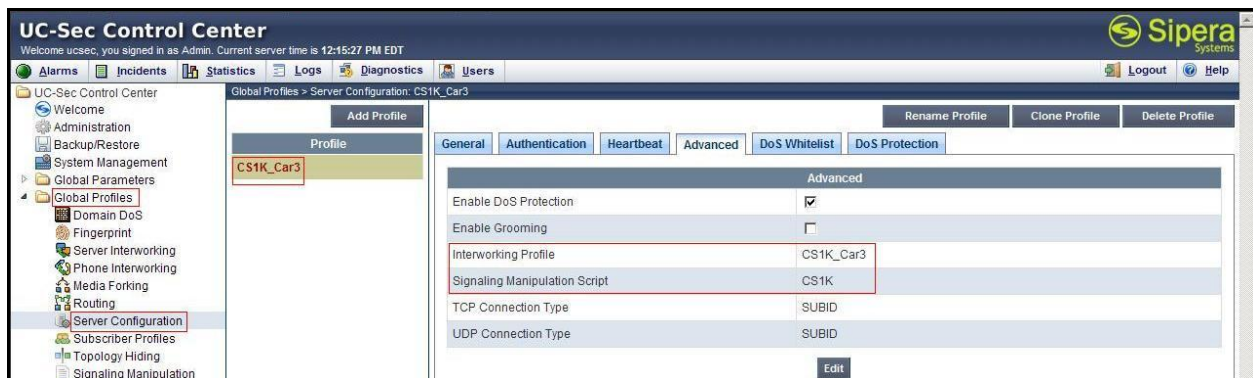 UC-Sec Control Center
Welcome ucsec, you signed in as Admin. Current server time is 12:15:27 PM EDT
Sipera
Systems
Alarms Incidents Statistics Logs Diagnostics Users Logout Help
UC-Sec Control Center
Welcome
Administration
Backup/Restore
System Management
Global Parameters
Global Profiles
Domain DoS
Fingerprint
Server Interworking
Phone Interworking
Media Forking
Routing
Server Configuration
Subscriber Profiles
Topology Hiding
Signaling Manipulation
Global Profiles > Server Configuration: CS1K_Car3
Add Profile
Profile
CS1K_Car3
Rename Profile Clone Profile Delete Profile
General Authentication Heartbeat Advanced DoS Whitelist DoS Protection
Advanced
Enable DoS Protection
Enable Grooming
Interworking Profile CS1K_Car3
Signaling Manipulation Script CS1K
TCP Connection Type SUBID
UDP Connection Type SUBID
Edit